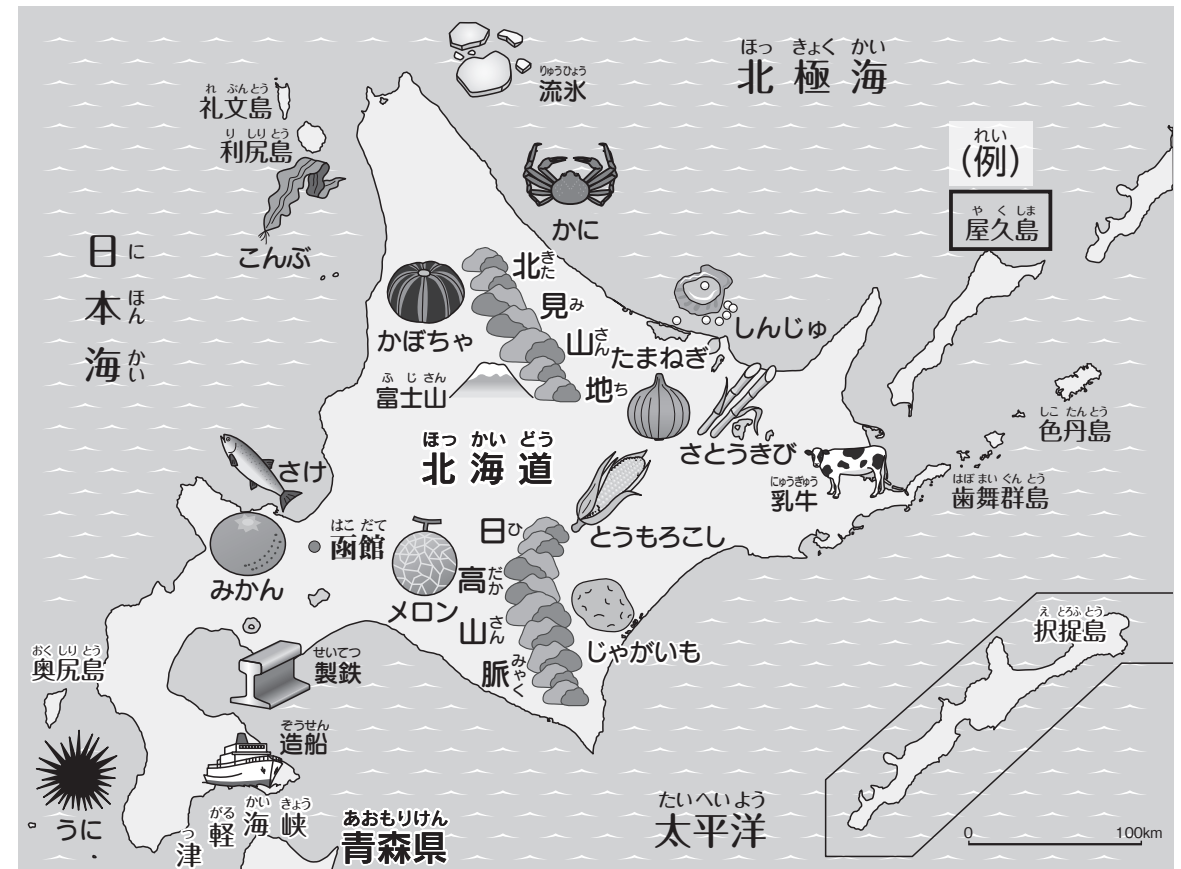 流氷
りゅうひょう
北極海
ほっきょくかい
礼文島
れぶんとう
利尻島
りしりとう
(例)
れい
屋久島
やくしま
かに
こんぶ
日本海
にほんかい
北見山地
きたみさんち
しんじゅ
かぼちゃ
たまねぎ
富士山
ふじさん
色丹島
しこたんとう
北海道
ほっかいどう
さとうきび
さけ
乳牛
にゅうぎゅう
歯舞群島
はぼまいぐんとう
函館
はこだて
日高山脈
ひだかさんみゃく
とうもろこし
みかん
メロン
択捉島
えとろふとう
じゃがいも
奥尻島
おくしりとう
製鉄
せいてつ
造船
ぞうせん
うに
津軽海峡
つがるかいきょう
青森県
あおもりけん
太平洋
たいへいよう
0 100km